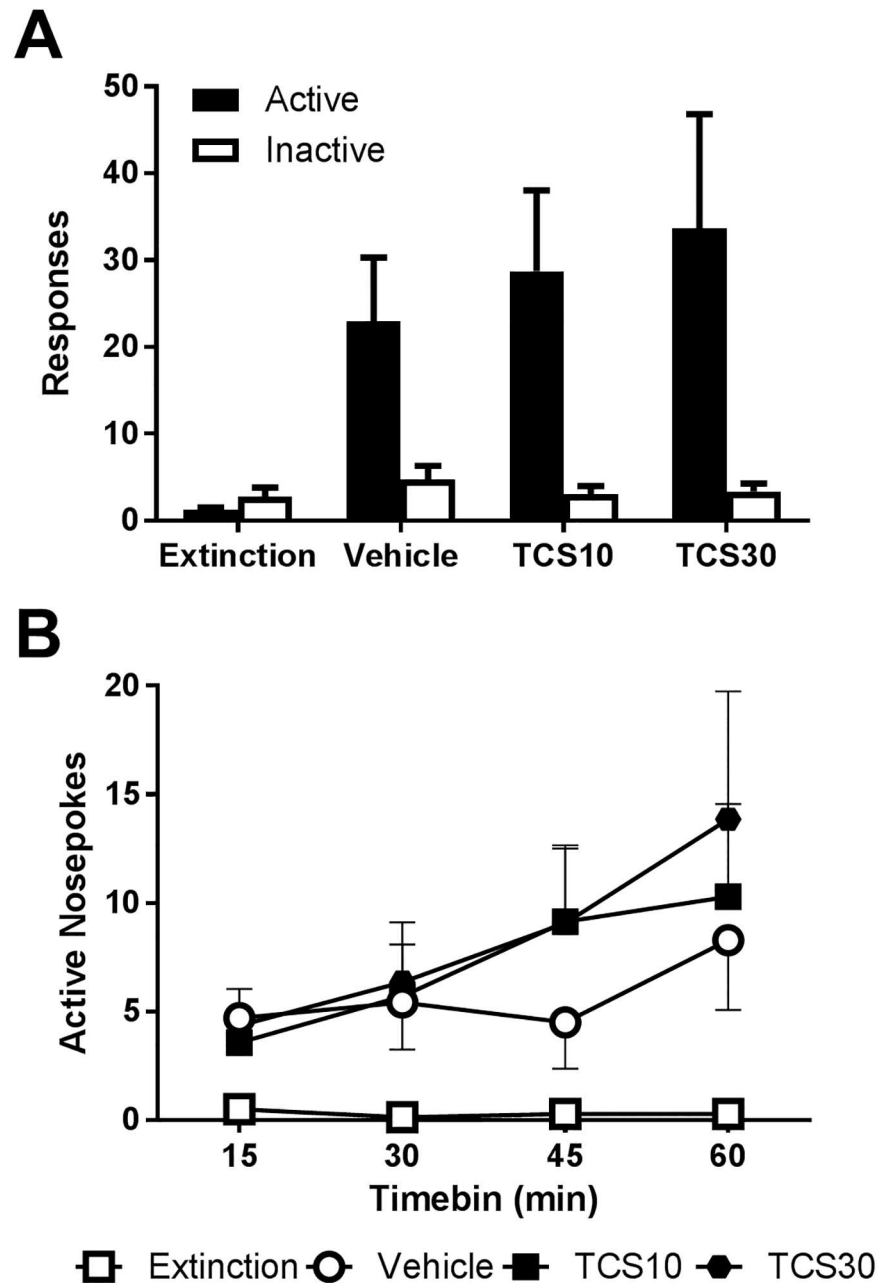 A
50
40
30
20
10
0
Responses
Active
Inactive
Extinction Vehicle TCS10 TCS30
B
20
15
10
5
0
Active Nosepokes
15 30 45 60
Timebin (min)
Extinction Vehicle TCS10 TCS30